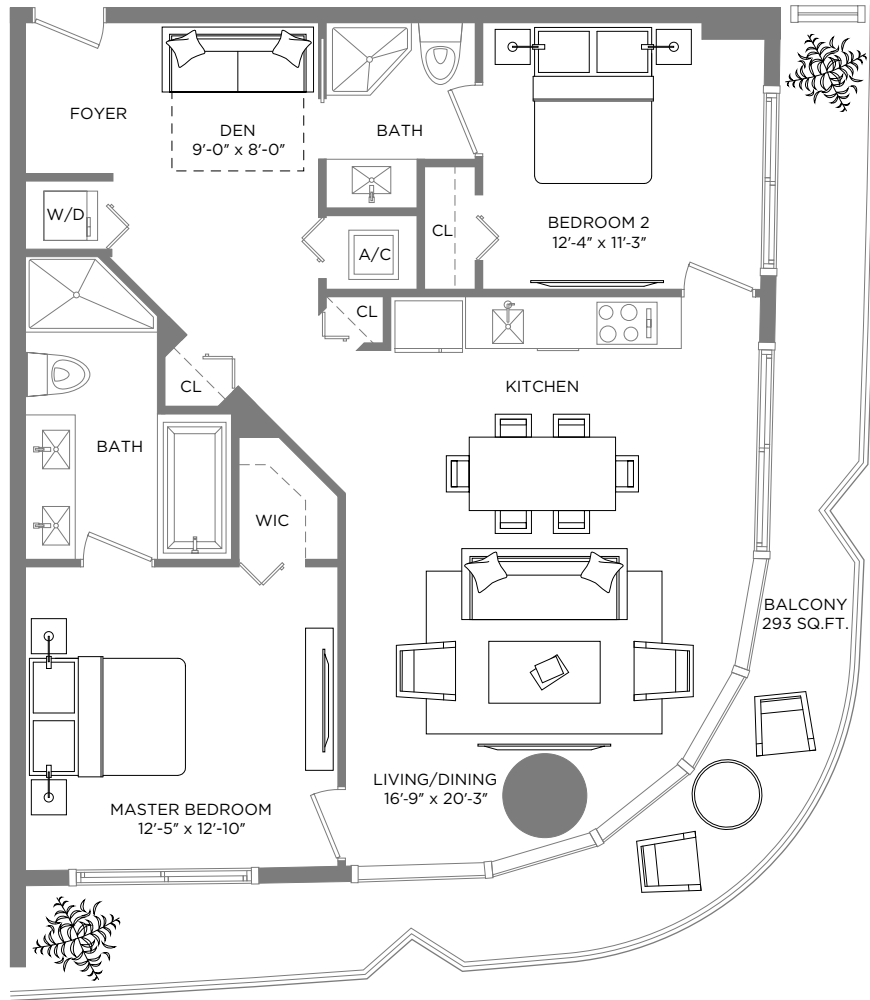 FOYER
DEN
9'-0" x 8'-0"
BATH
W/D
CL
A/C
BEDROOM 2
12'-4" x 11'-3"
CL
CL
KITCHEN
BATH
WIC
BALCONY
293 SQ.FT.
LIVING/DINING
16'-9" x 20'-3"
MASTER BEDROOM
12'-5" x 12'-10"